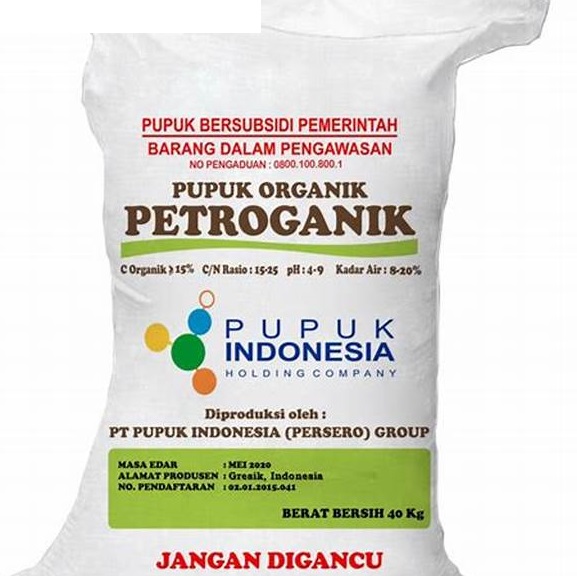 PUPUK BERSUBSIDI PEMERINTAH
BARANG DALAM PENGAWASAN
NO PENGADUAN : 0800.100.800.1
PUPUK ORGANIK
PETROGANIK
C Organik ≥ 15% C/N Rasio : 15-25 pH : 4-9 Kadar Air : 8-20%
PUPUK
INDONESIA
HOLDING COMPANY
Diproduksi oleh :
PT PUPUK INDONESIA (PERSERO) GROUP
MASA EDAR : MEI 2020
ALAMAT PRODUSEN : Gresik, Indonesia
NO. PENDAFTARAN : 02.01.2015.041
BERAT BERSIH 40 Kg
JANGAN DIGANCU